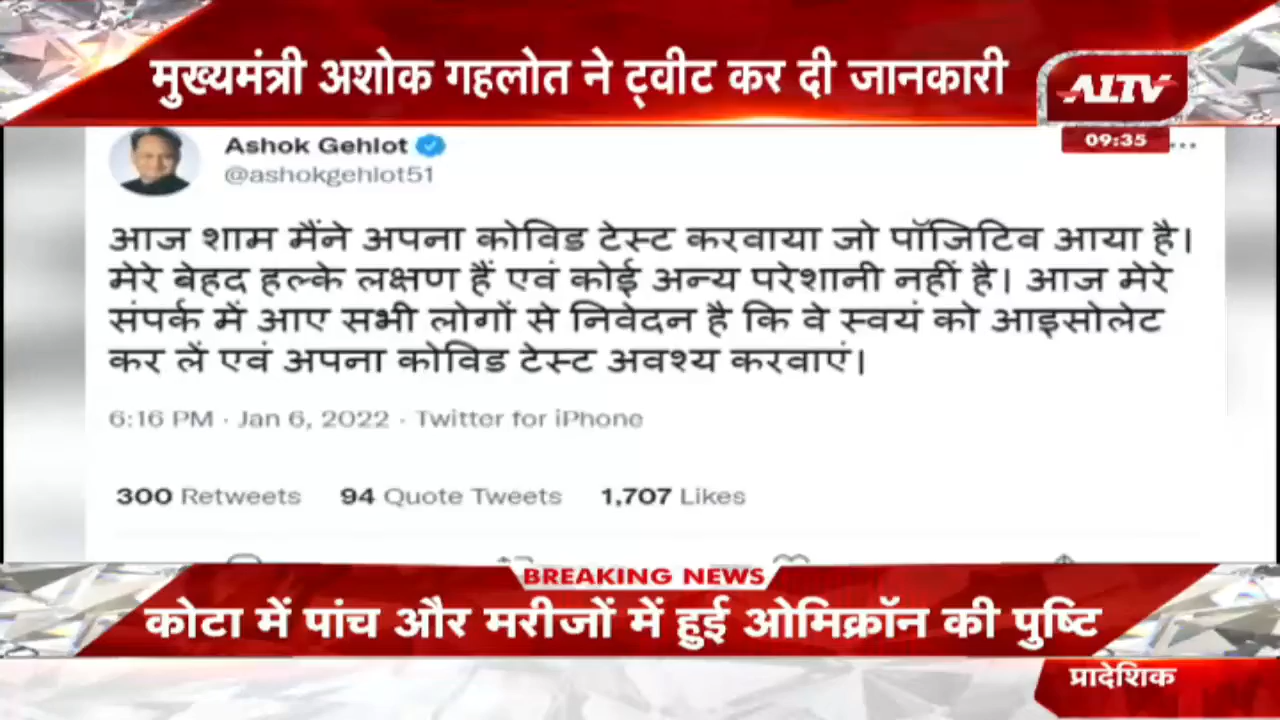 मुख्यमंत्री अशोक गहलोत ने ट्वीट कर दी जानकारी
ALTV
09:35
Ashok Gehlot
@ashokgehlot51
आज शाम मैंने अपना कोविड टेस्ट करवाया जो पॉजिटिव आया है।
मेरे बेहद हल्के लक्षण हैं एवं कोई अन्य परेशानी नहीं है। आज मेरे
संपर्क में आए सभी लोगों से निवेदन है कि वे स्वयं को आइसोलेट
कर लें एवं अपना कोविड टेस्ट अवश्य करवाएं।
6:16 PM · Jan 6, 2022 · Twitter for iPhone
300 Retweets 94 Quote Tweets 1,707 Likes
BREAKING NEWS
कोटा में पांच और मरीजों में हुई ओमिक्रॉन की पुष्टि
प्रादेशिक